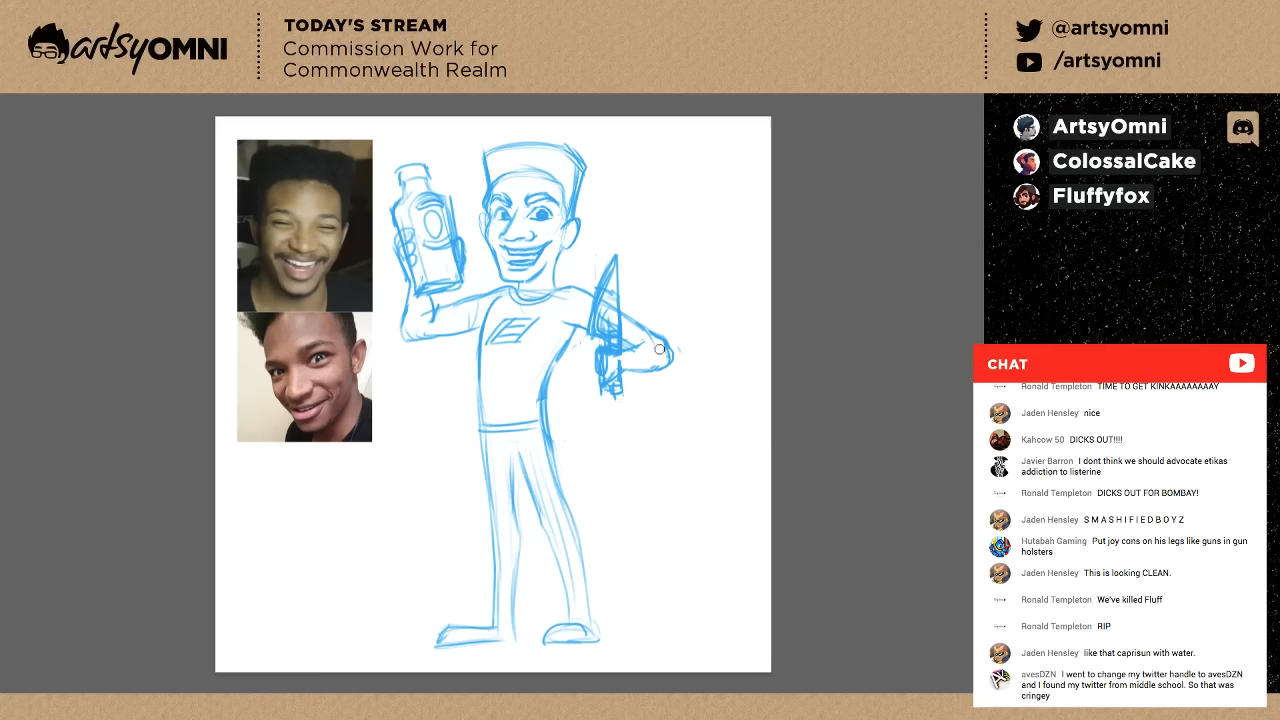 artsyOMNI
TODAY'S STREAM
Commission Work for
Commonwealth Realm
@artsyomni
/artsyomni
ArtsyOmni
ColossalCake
Fluffyfox
CHAT
Ronald Templeton TIME TO GET KINKAAAAAAAY
Jaden Hensley nice
Kahcow 50 DICKS OUT!!!!
Javier Barron I dont think we should advocate etikas
addiction to listerine
Ronald Templeton DICKS OUT FOR BOMBAY!
Jaden Hensley S M A S H I F I E D B O Y Z
Hutabah Gaming Put joy cons on his legs like guns in gun
holsters
Jaden Hensley This is looking CLEAN.
Ronald Templeton We've killed Fluff
Ronald Templeton RIP
Jaden Hensley like that caprisun with water.
avesDZN I went to change my twitter handle to avesDZN
and I found my twitter from middle school. So that was
cringey